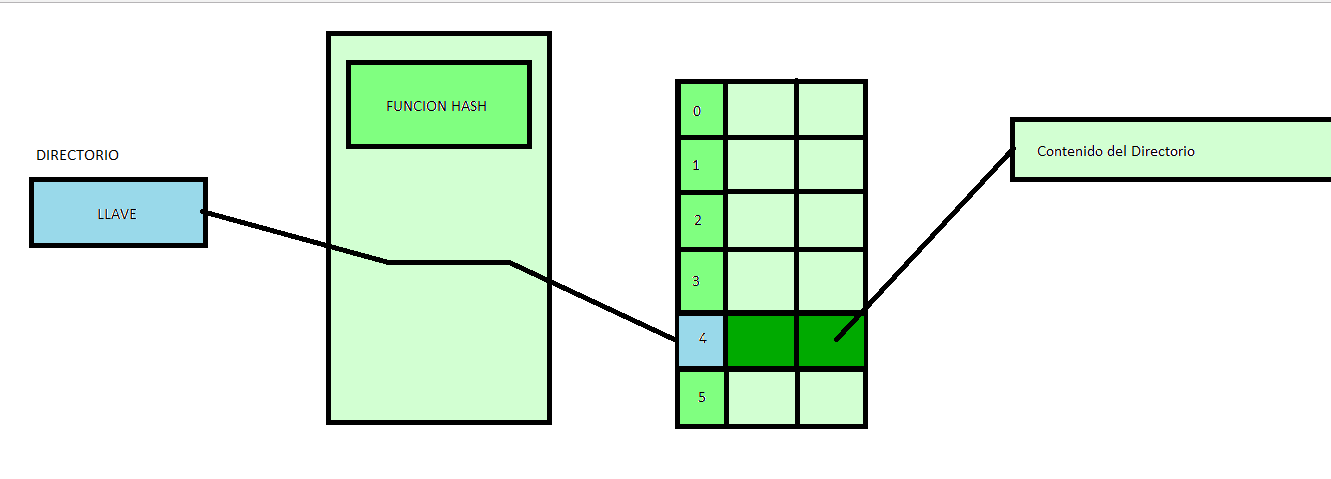 DIRECTORIO
LLAVE
FUNCION HASH
0
1
2
3
4
5
Contenido del Directorio